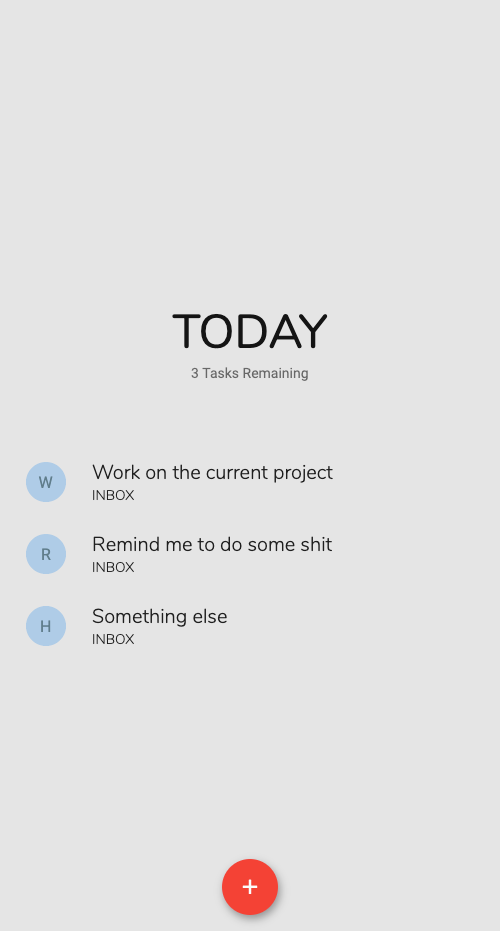 TODAY
3 Tasks Remaining
W
Work on the current project
INBOX
R
Remind me to do some shit
INBOX
H
Something else
INBOX
+